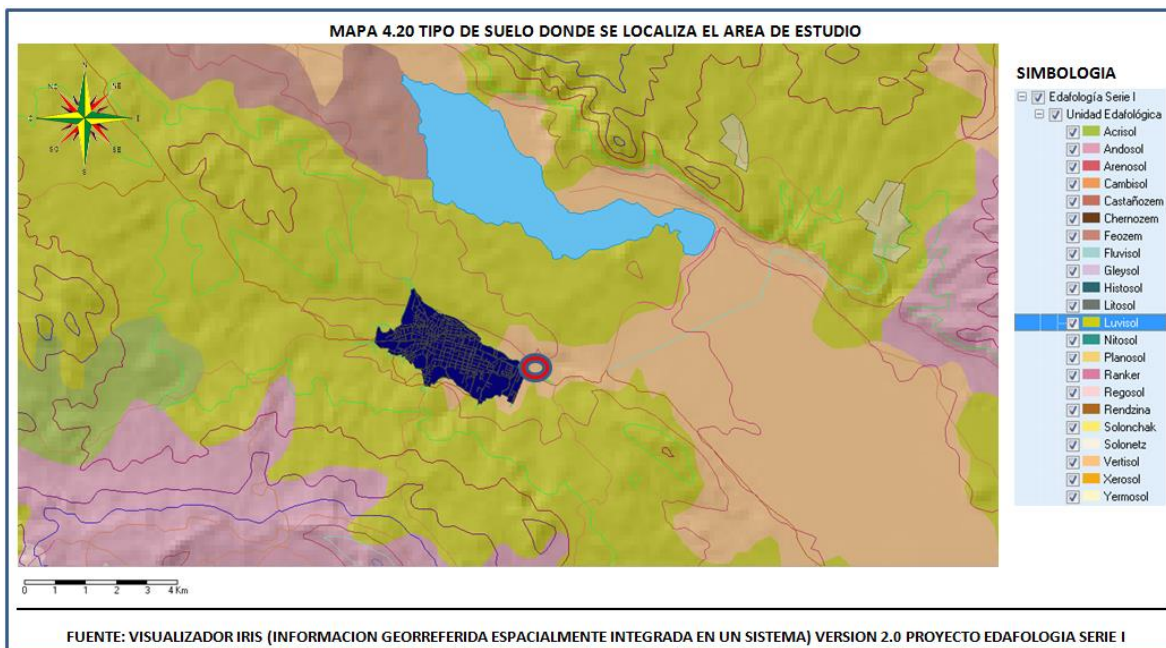 MAPA 4.20 TIPO DE SUELO DONDE SE LOCALIZA EL AREA DE ESTUDIO
N
NE
SE
S
SO
SIMBOLOGIA
Edafología Serie I
Unidad Edafológica
Acrisol
Andosol
Arenosol
Cambisol
Castañozem
Chernozem
Feozem
Fluvisol
Gleysol
Histosol
Litosol
Luvisol
Nitosol
Planosol
Ranker
Regosol
Rendzina
Solonchak
Solonetz
Vertisol
Xerosol
Yermosol
0 1 1 2 3 4 Km
FUENTE: VISUALIZADOR IRIS (INFORMACION GEORREFERIDA ESPACIALMENTE INTEGRADA EN UN SISTEMA) VERSION 2.0 PROYECTO EDAFOLOGIA SERIE I